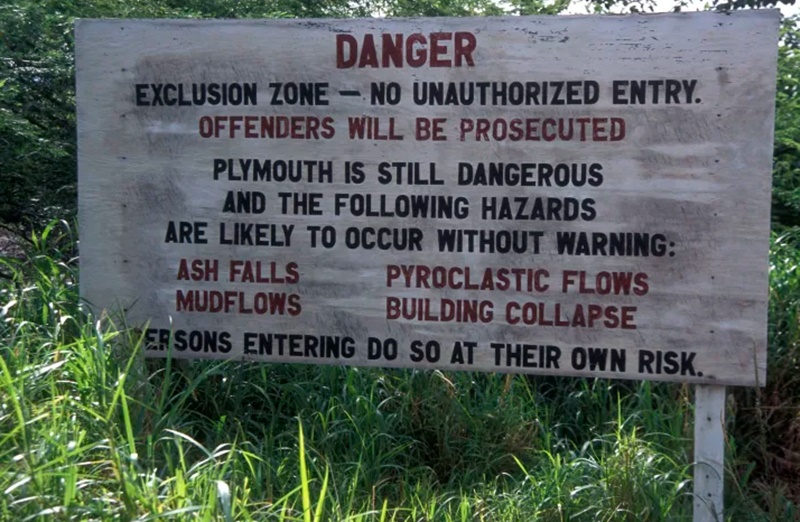 DANGER
EXCLUSION ZONE — NO UNAUTHORIZED ENTRY.
OFFENDERS WILL BE PROSECUTED
PLYMOUTH IS STILL DANGEROUS
AND THE FOLLOWING HAZARDS
ARE LIKELY TO OCCUR WITHOUT WARNING:
ASH FALLS PYROCLASTIC FLOWS
MUDFLOWS BUILDING COLLAPSE
ERSONS ENTERING DO SO AT THEIR OWN RISK.